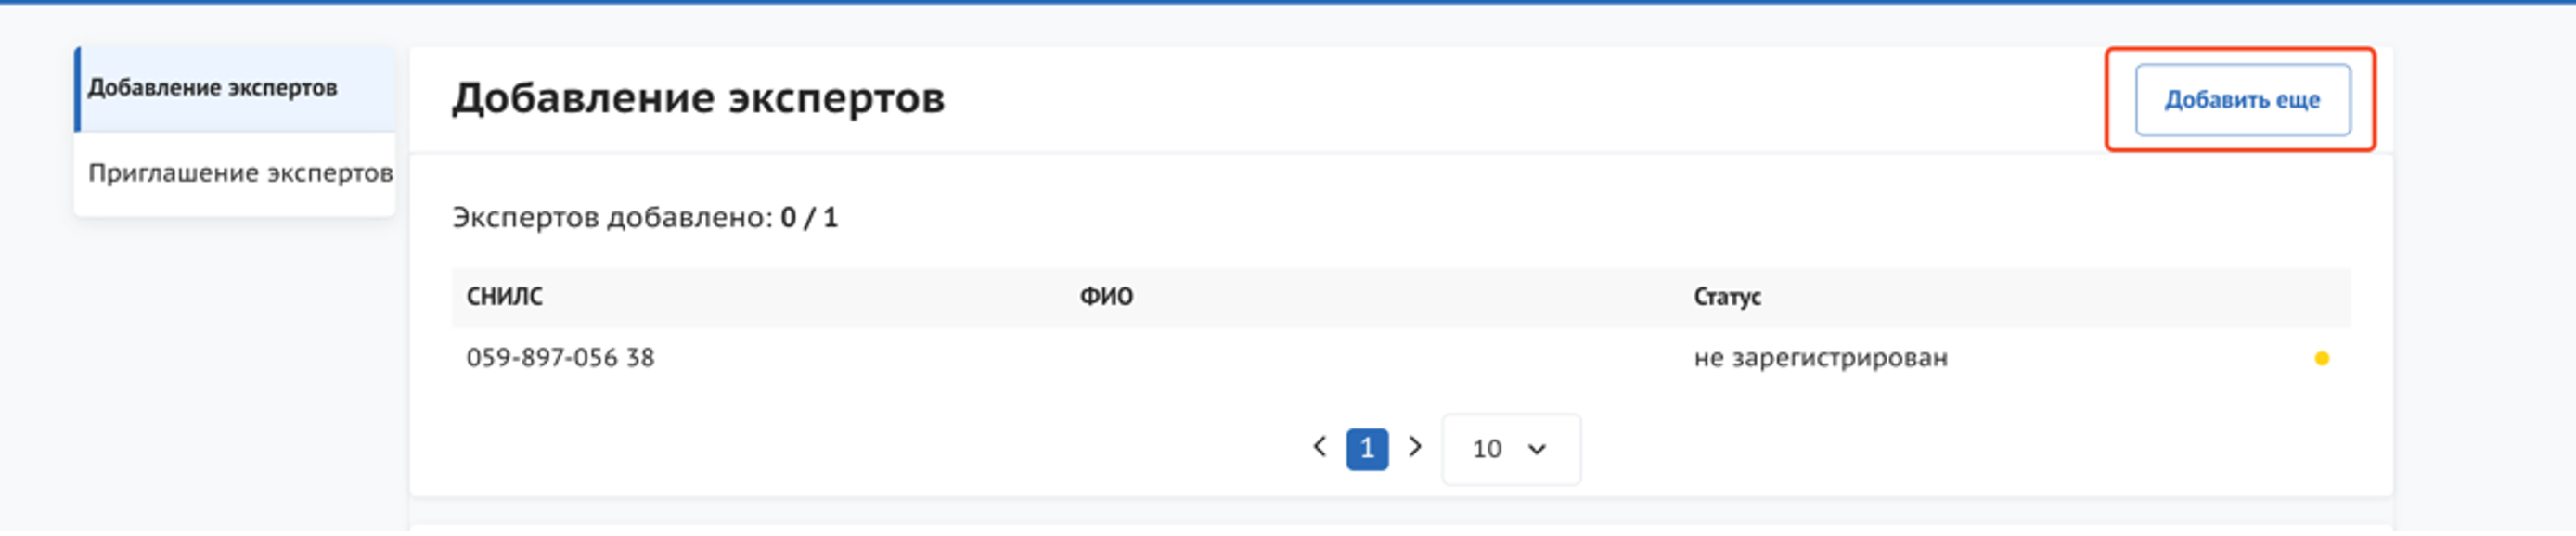 Добавление экспертов
Приглашение экспертов
Добавление экспертов
Добавить еще
Экспертов добавлено: 0 / 1
СНИЛС ФИО Статус
059-897-056 38 не зарегистрирован
1 10